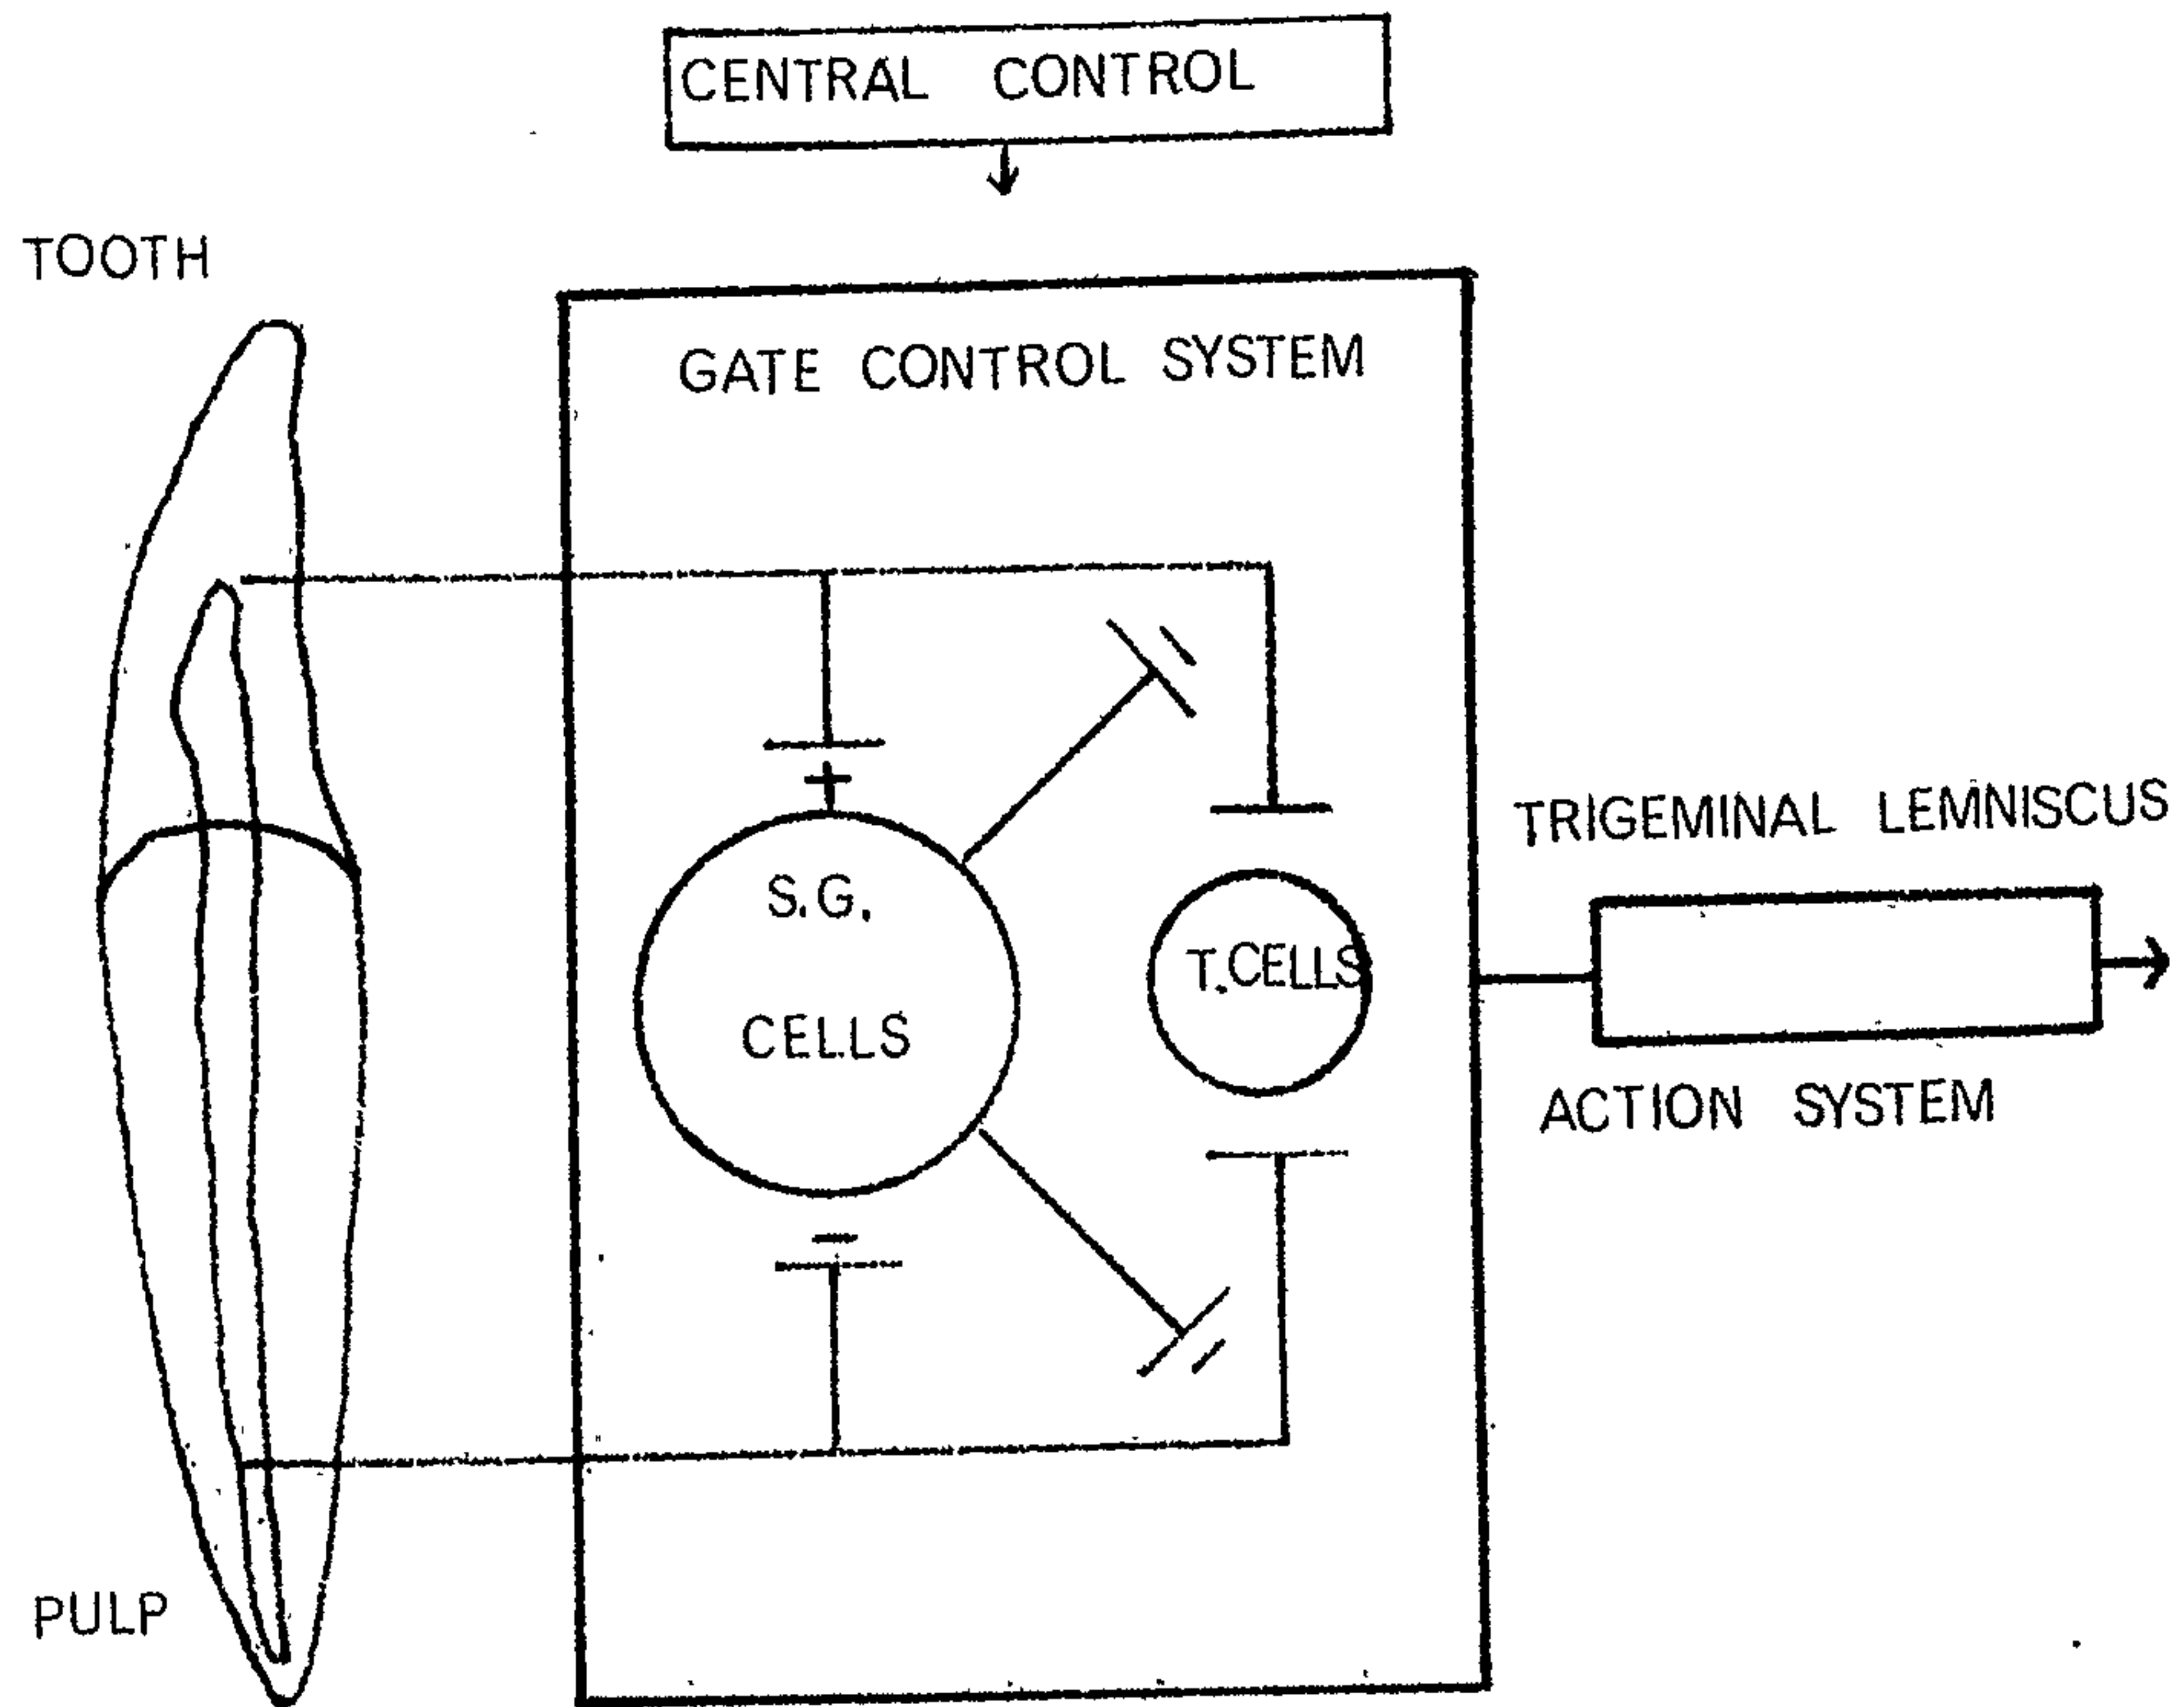 CENTRAL CONTROL
TOOTH
GATE CONTROL SYSTEM
+
S.G.
CELLS
T.CELLS
TRIGEMINAL LEMNISCUS
ACTION SYSTEM
PULP